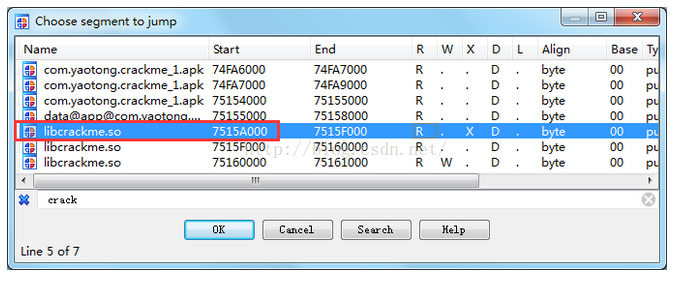 Choose segment to jump
Name Start End R W X D L Align Base Ty
com.yaotong.crackme_1.apk 74FA6000 74FA7000 R . . D . byte 00 pu
com.yaotong.crackme_1.apk 74FA7000 74FA9000 R . . D . byte 00 pu
com.yaotong.crackme_1.apk 75154000 75155000 R . . D . byte 00 pu
data@app@com.yaotong.... 75155000 75158000 R . . D . byte 00 pu
libcrackme.so 7515A000 7515F000 R . X D . byte 00 pu
libcrackme.so 7515F000 75160000 R . . D . byte 00 pu
libcrackme.so 75160000 75161000 R W . D . byte 00 pu
crack
OK Cancel Search Help
Line 5 of 7